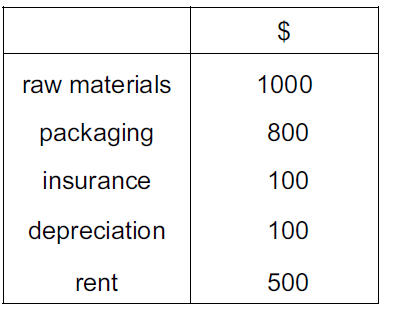 $
raw materials 1000
packaging 800
insurance 100
depreciation 100
rent 500